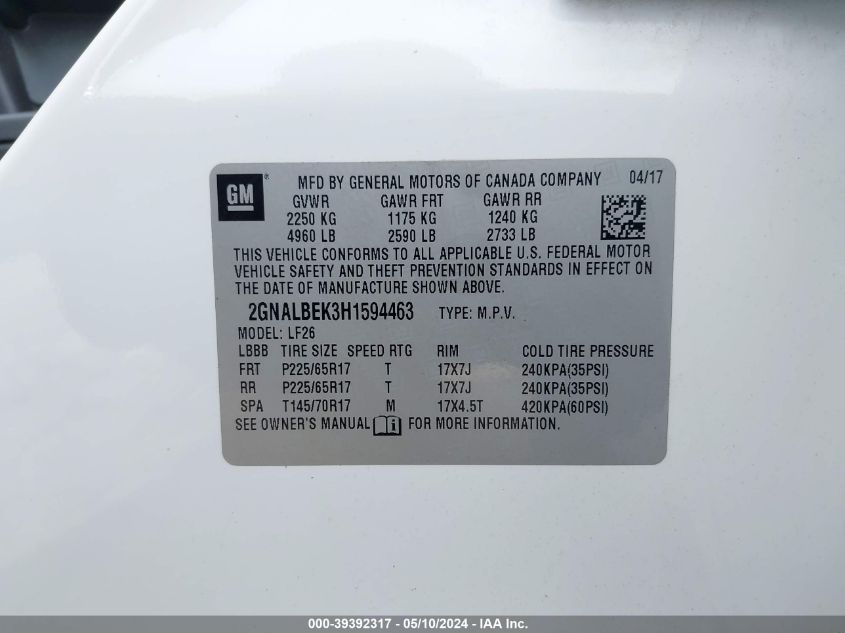 GM ® MFD BY GENERAL MOTORS OF CANADA COMPANY 04/17
GVWR GAWR FRT GAWR RR
2250 KG 1175 KG 1240 KG
4960 LB 2590 LB 2733 LB
THIS VEHICLE CONFORMS TO ALL APPLICABLE U.S. FEDERAL MOTOR
VEHICLE SAFETY AND THEFT PREVENTION STANDARDS IN EFFECT ON
THE DATE OF MANUFACTURE SHOWN ABOVE.
2GNALBEK3H1594463 TYPE: M.P.V.
MODEL: LF26
LBBB TIRE SIZE SPEED RTG RIM COLD TIRE PRESSURE
FRT P225/65R17 T 17X7J 240KPA(35PSI)
RR P225/65R17 T 17X7J 240KPA(35PSI)
SPA T145/70R17 M 17X4.5T 420KPA(60PSI)
SEE OWNER'S MANUAL i FOR MORE INFORMATION.
000-39392317 - 05/10/2024 - IAA Inc.